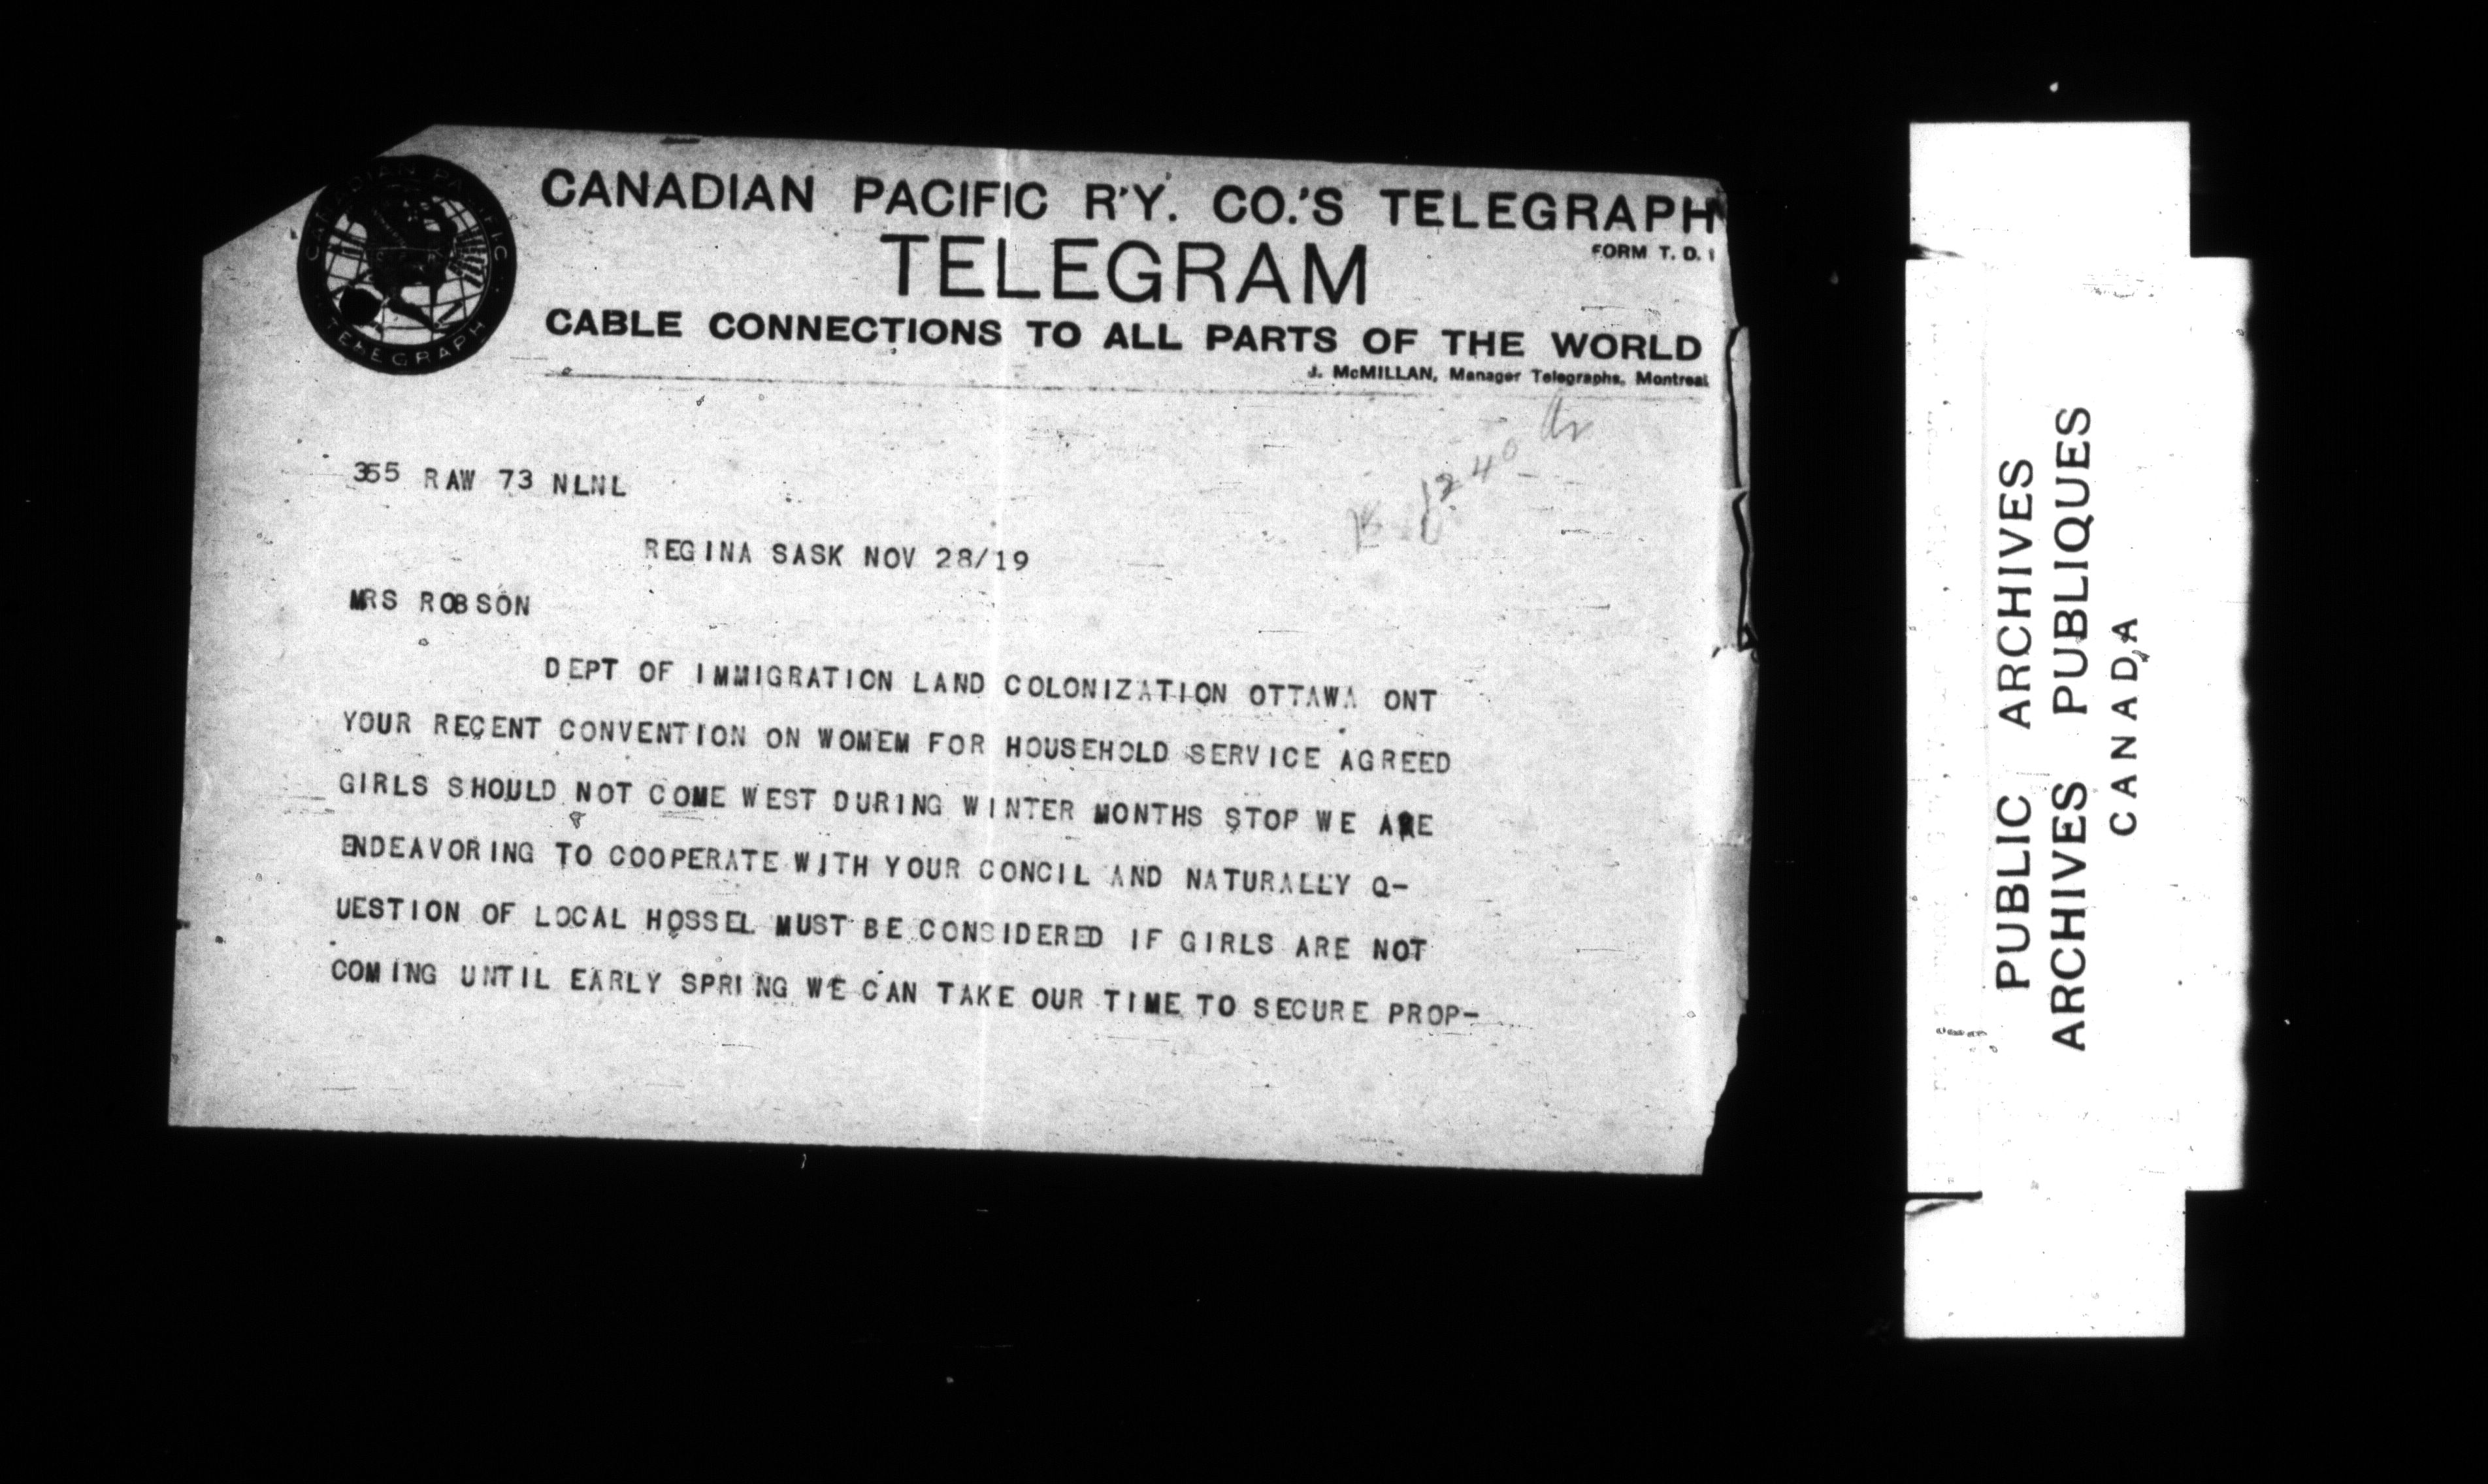 CANADIAN PACIFIC TELEGRAPH
CANADIAN PACIFIC R'Y. CO.'S TELEGRAPH
TELEGRAM
FORM T. D. 1
CABLE CONNECTIONS TO ALL PARTS OF THE WORLD
J. McMILLAN, Manager Telegraphs, Montreal
1240
355 RAW 73 NLNL
REGINA SASK NOV 28/19
MRS ROBSON
DEPT OF IMMIGRATION LAND COLONIZATION OTTAWA ONT
YOUR RECENT CONVENTION ON WOMEM FOR HOUSEHOLD SERVICE AGREED
GIRLS SHOULD NOT COME WEST DURING WINTER MONTHS STOP WE ARE
ENDEAVORING TO COOPERATE WITH YOUR CONCIL AND NATURALLY Q-
UESTION OF LOCAL HOSSEL MUST BE CONSIDERED IF GIRLS ARE NOT
COMING UNTIL EARLY SPRING WE CAN TAKE OUR TIME TO SECURE PROP-
PUBLIC ARCHIVES
ARCHIVES PUBLIQUES
CANADA